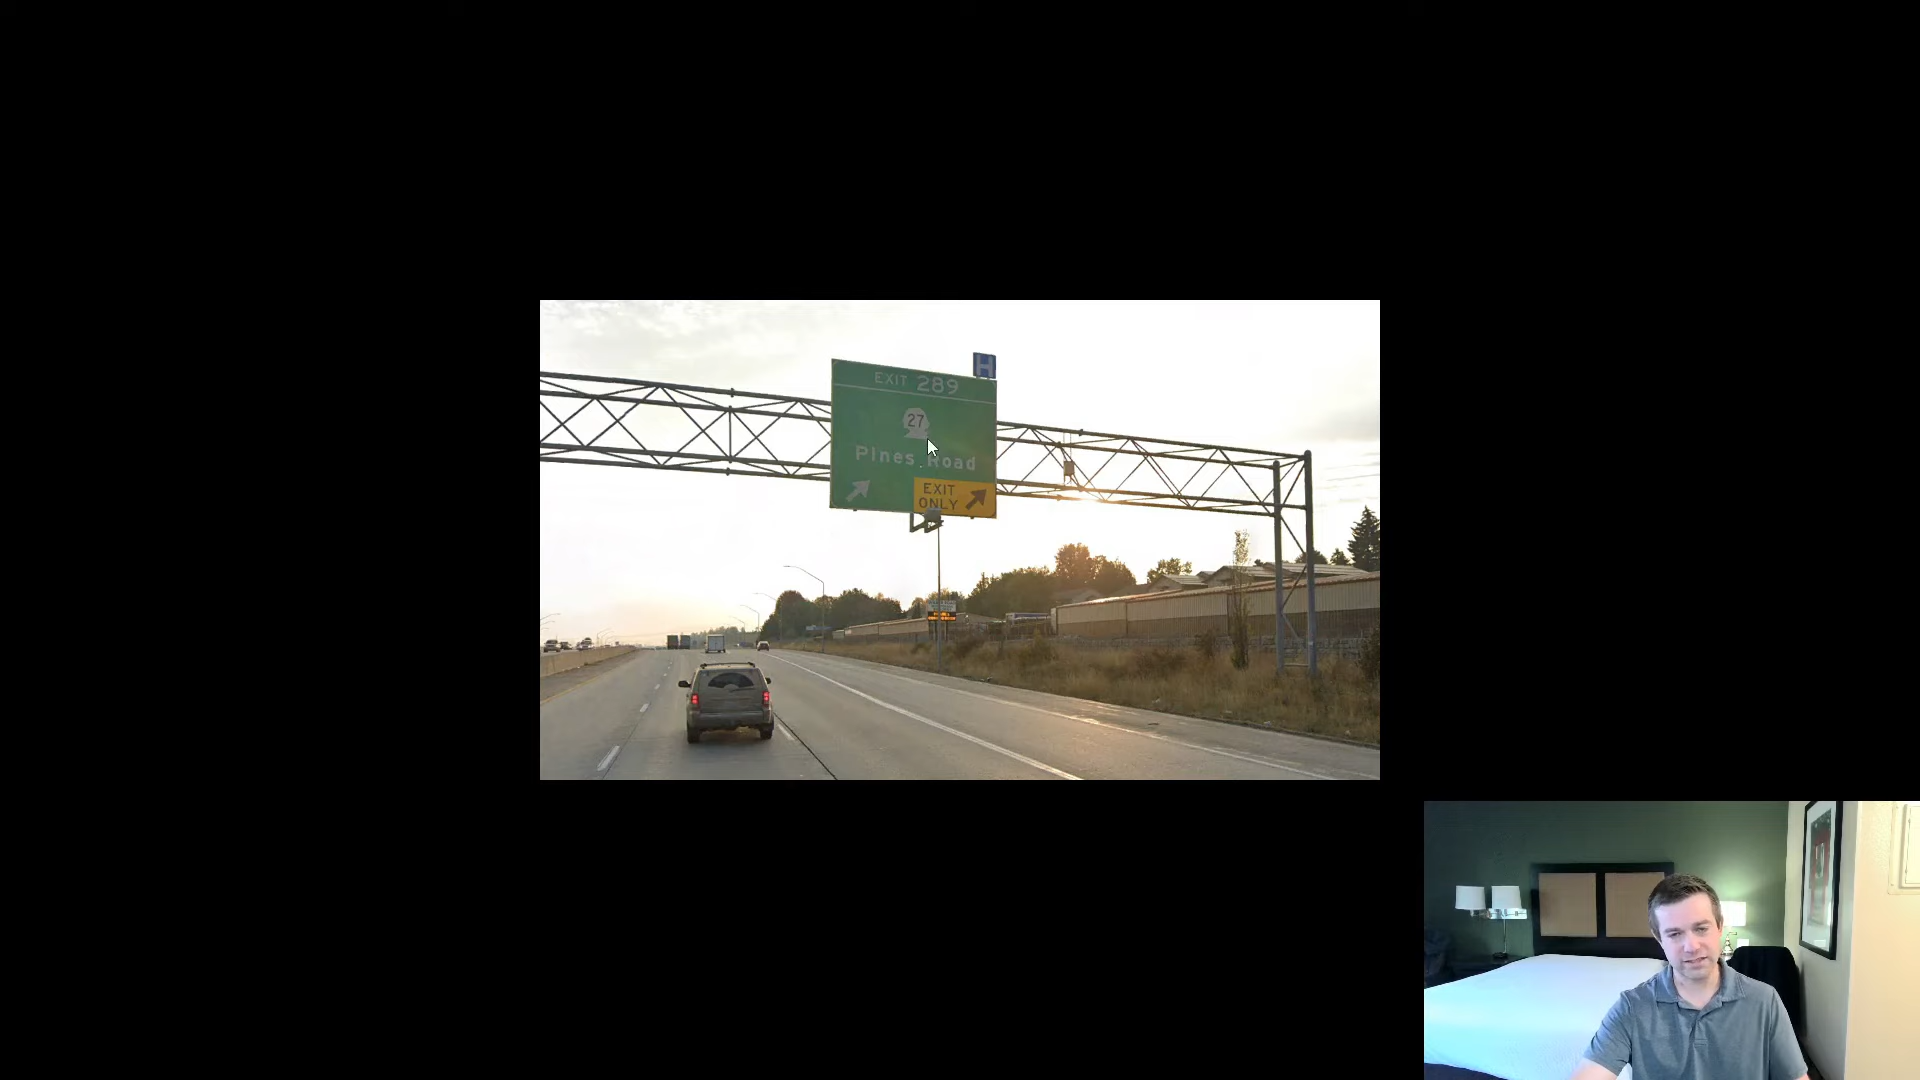 H
EXIT 289
27
Pines Road
EXIT
ONLY